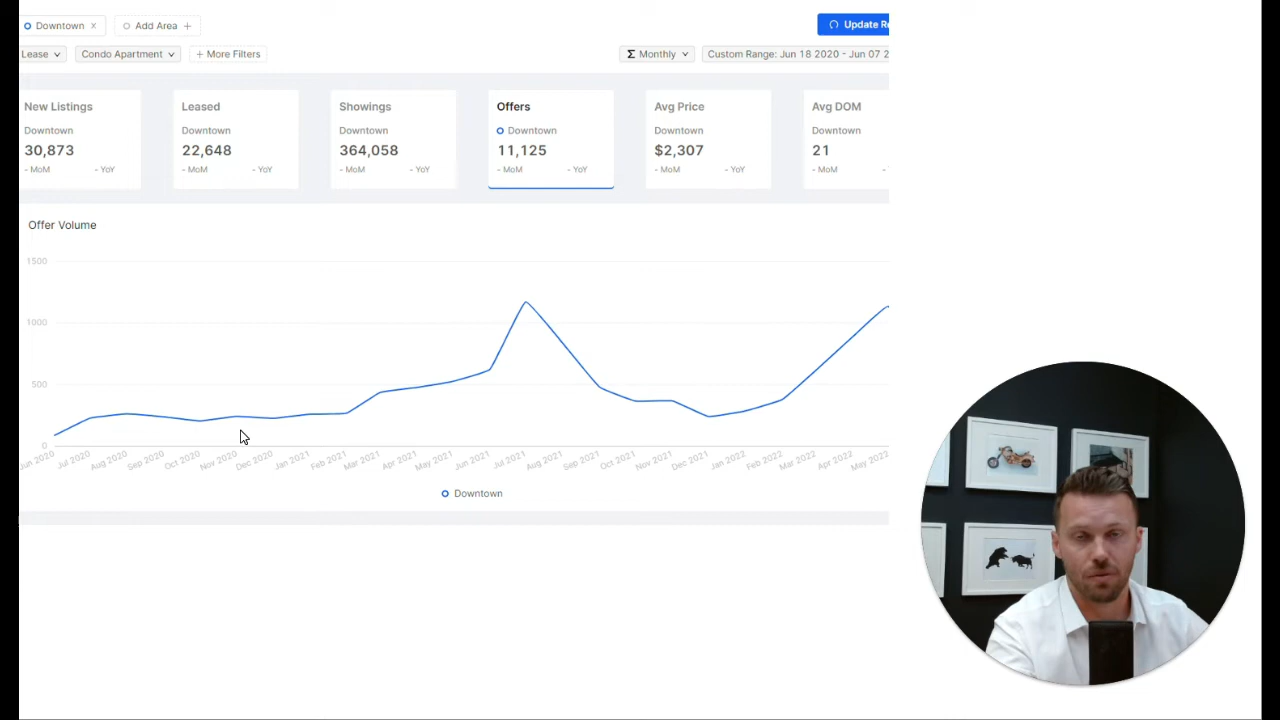 Downtown × Add Area +
Update Re
Lease Condo Apartment + More Filters
Σ Monthly Custom Range: Jun 18 2020 - Jun 07 2
New Listings Leased Showings Offers Avg Price Avg DOM
Downtown Downtown Downtown Downtown Downtown Downtown
30,873 22,648 364,058 11,125 $2,307 21
- MoM - YoY - MoM - YoY - MoM - YoY - MoM - YoY - MoM - YoY - MoM -
Offer Volume
1500
1000
500
0
Jun 2020 Jul 2020 Aug 2020 Sep 2020 Oct 2020 Nov 2020 Dec 2020 Jan 2021 Feb 2021 Mar 2021 Apr 2021 May 2021 Jun 2021 Jul 2021 Aug 2021 Sep 2021 Oct 2021 Nov 2021 Dec 2021 Jan 2022 Feb 2022 Mar 2022 Apr 2022 May 2022
Downtown